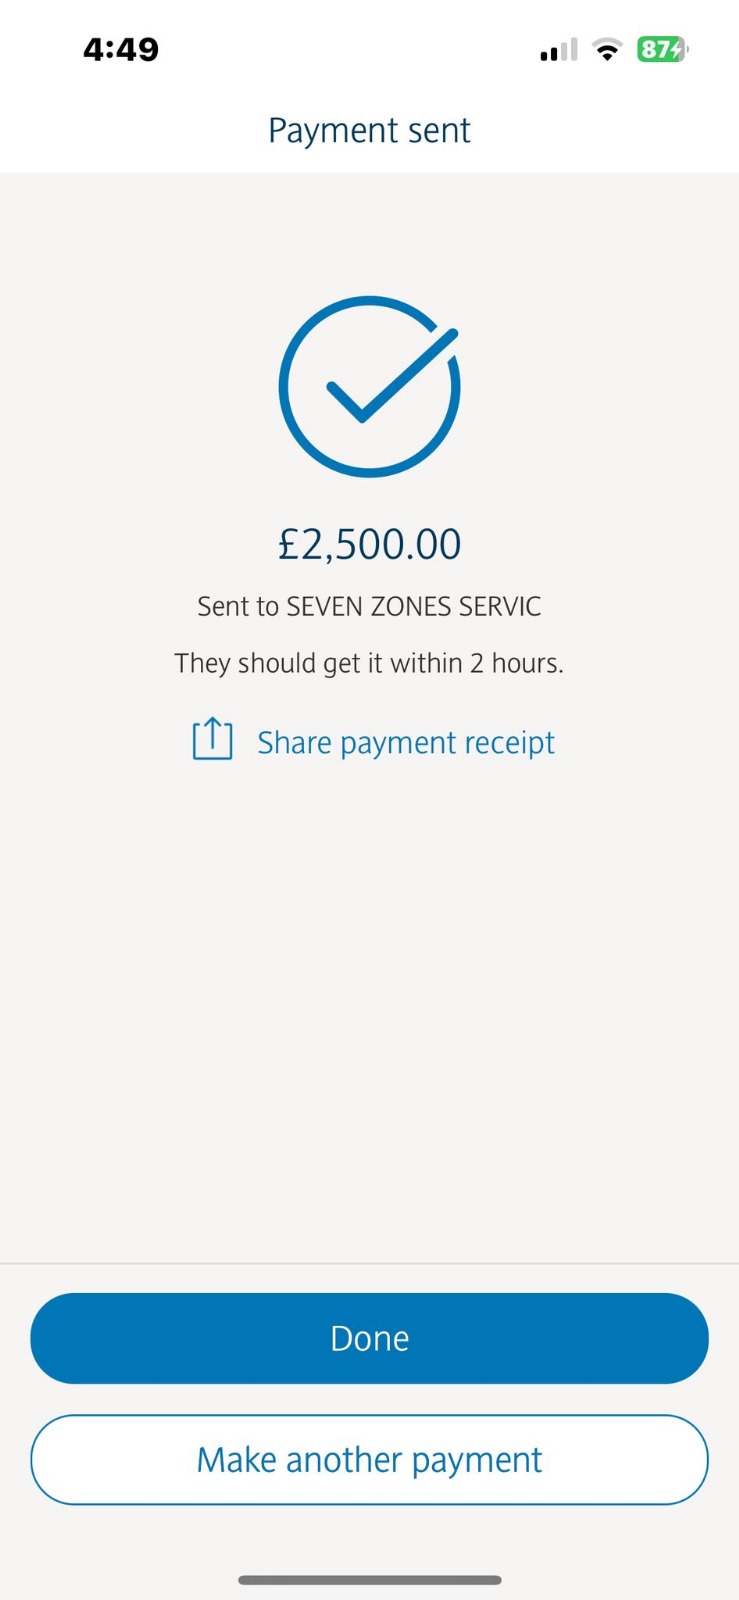 4:49
87
Payment sent
£2,500.00
Sent to SEVEN ZONES SERVIC
They should get it within 2 hours.
Share payment receipt
Done
Make another payment